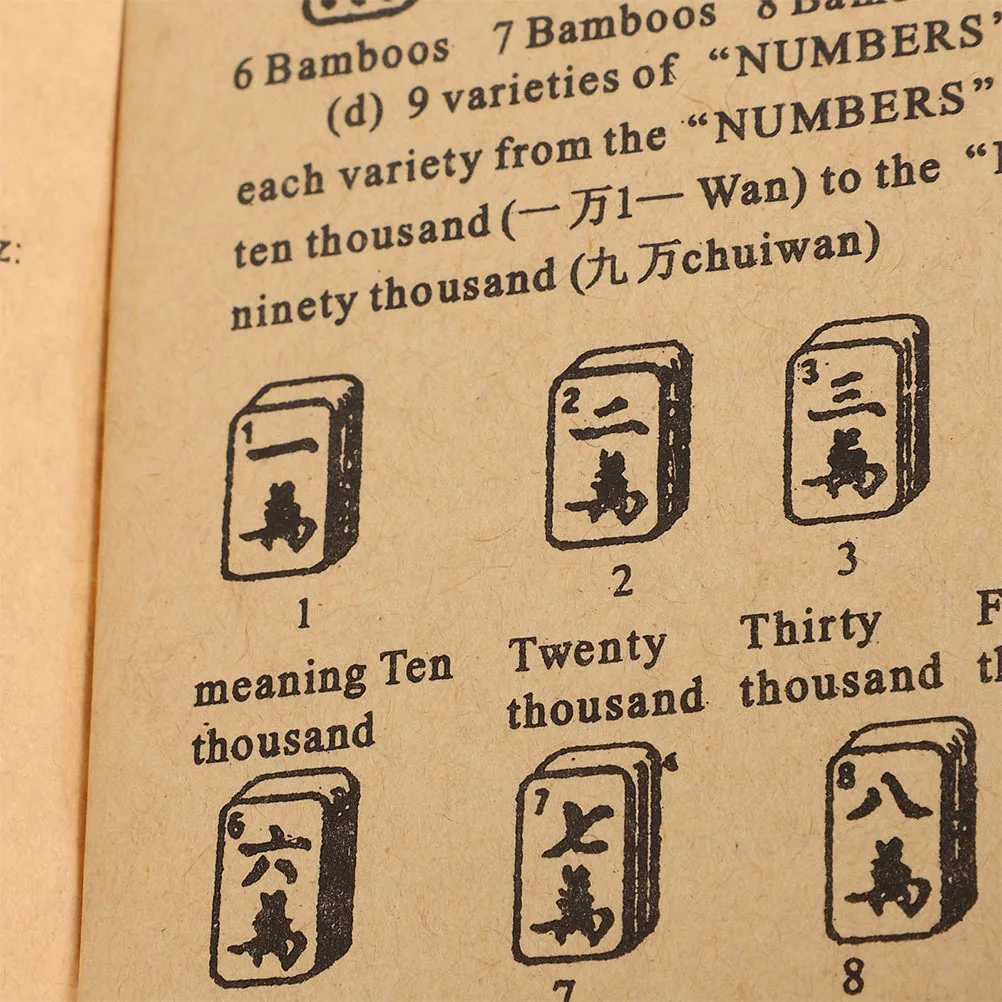 6 Bamboos 7 Bamboos 8
(d) 9 varieties of “NUMBERS”
each variety from the “NUMBERS”
ten thousand (一万1一 Wan) to the “
ninety thousand (九万chuiwan)
1 一 萬
2 二 萬
3 三 萬
1 2 3
meaning Ten Twenty Thirty
thousand thousand thousand
6 六 萬
7 七 萬
8 八 萬
7 8